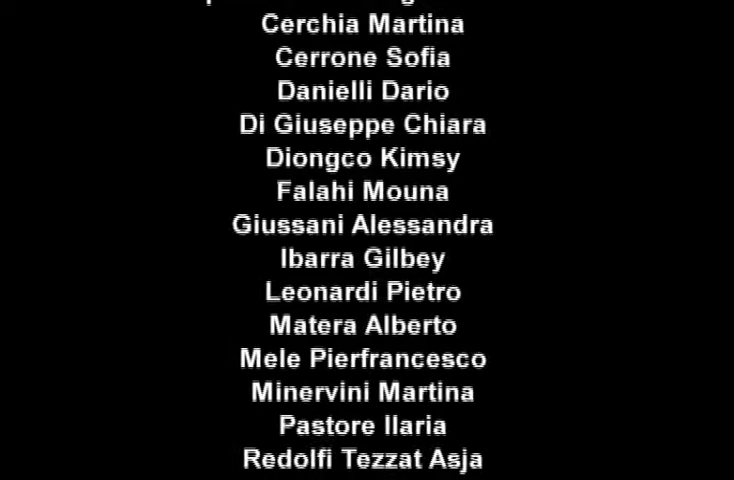 Cerchia Martina
Cerrone Sofia
Danielli Dario
Di Giuseppe Chiara
Diongco Kimsy
Falahi Mouna
Giussani Alessandra
Ibarra Gilbey
Leonardi Pietro
Matera Alberto
Mele Pierfrancesco
Minervini Martina
Pastore Ilaria
Redolfi Tezzat Asja